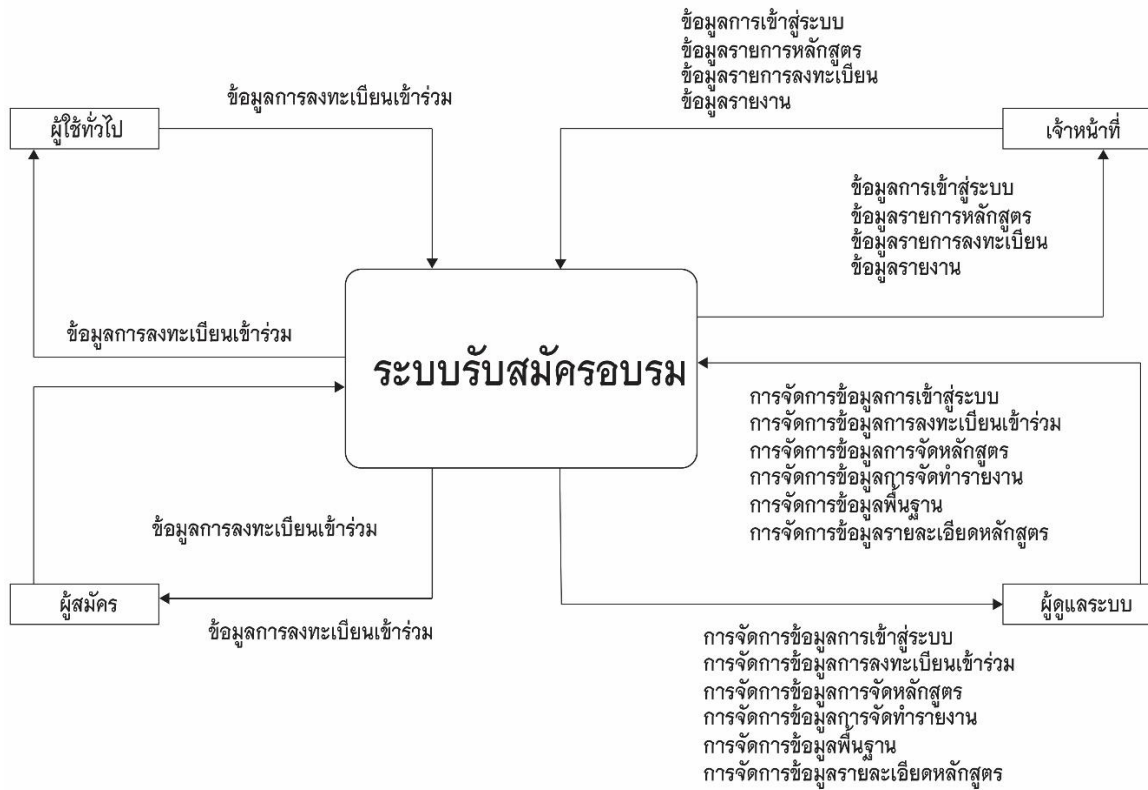 ข้อมูลการเข้าสู่ระบบ
ข้อมูลรายการหลักสูตร
ข้อมูลรายการลงทะเบียน
ข้อมูลรายงาน
ข้อมูลการลงทะเบียนเข้าร่วม
ผู้ใช้ทั่วไป
เจ้าหน้าที่
ข้อมูลการเข้าสู่ระบบ
ข้อมูลรายการหลักสูตร
ข้อมูลรายการลงทะเบียน
ข้อมูลรายงาน
ข้อมูลการลงทะเบียนเข้าร่วม
ระบบรับสมัครอบรม
การจัดการข้อมูลการเข้าสู่ระบบ
การจัดการข้อมูลการลงทะเบียนเข้าร่วม
การจัดการข้อมูลการจัดหลักสูตร
การจัดการข้อมูลการจัดทำรายงาน
การจัดการข้อมูลพื้นฐาน
การจัดการข้อมูลรายละเอียดหลักสูตร
ข้อมูลการลงทะเบียนเข้าร่วม
ผู้สมัคร
ผู้ดูแลระบบ
ข้อมูลการลงทะเบียนเข้าร่วม
การจัดการข้อมูลการเข้าสู่ระบบ
การจัดการข้อมูลการลงทะเบียนเข้าร่วม
การจัดการข้อมูลการจัดหลักสูตร
การจัดการข้อมูลการจัดทำรายงาน
การจัดการข้อมูลพื้นฐาน
การจัดการข้อมูลรายละเอียดหลักสูตร